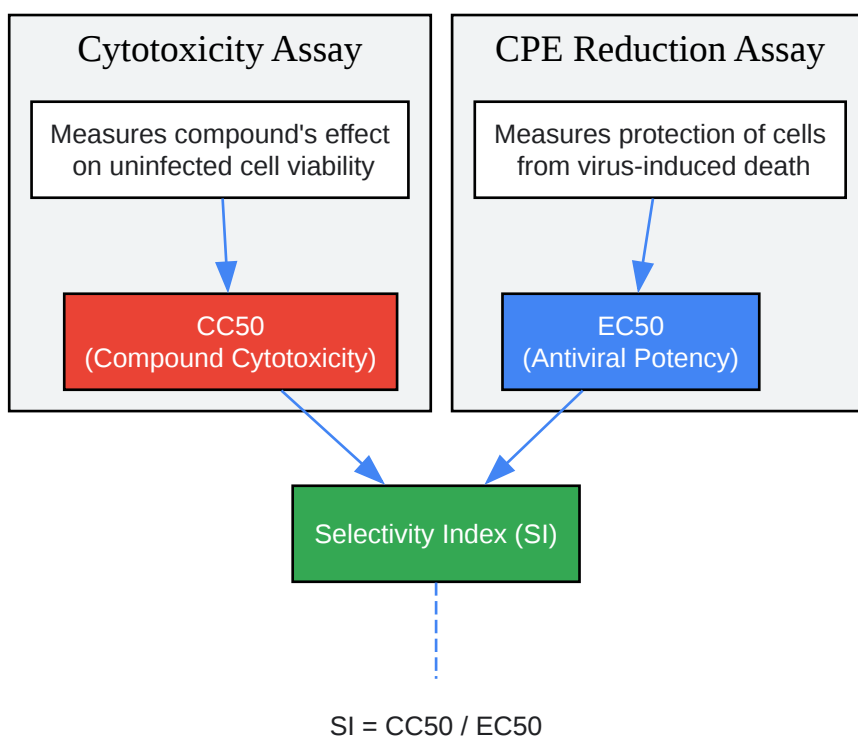 Cytotoxicity Assay
Measures compound's effect
on uninfected cell viability
CC50
(Compound Cytotoxicity)
CPE Reduction Assay
Measures protection of cells
from virus-induced death
EC50
(Antiviral Potency)
Selectivity Index (SI)
SI = CC50 / EC50